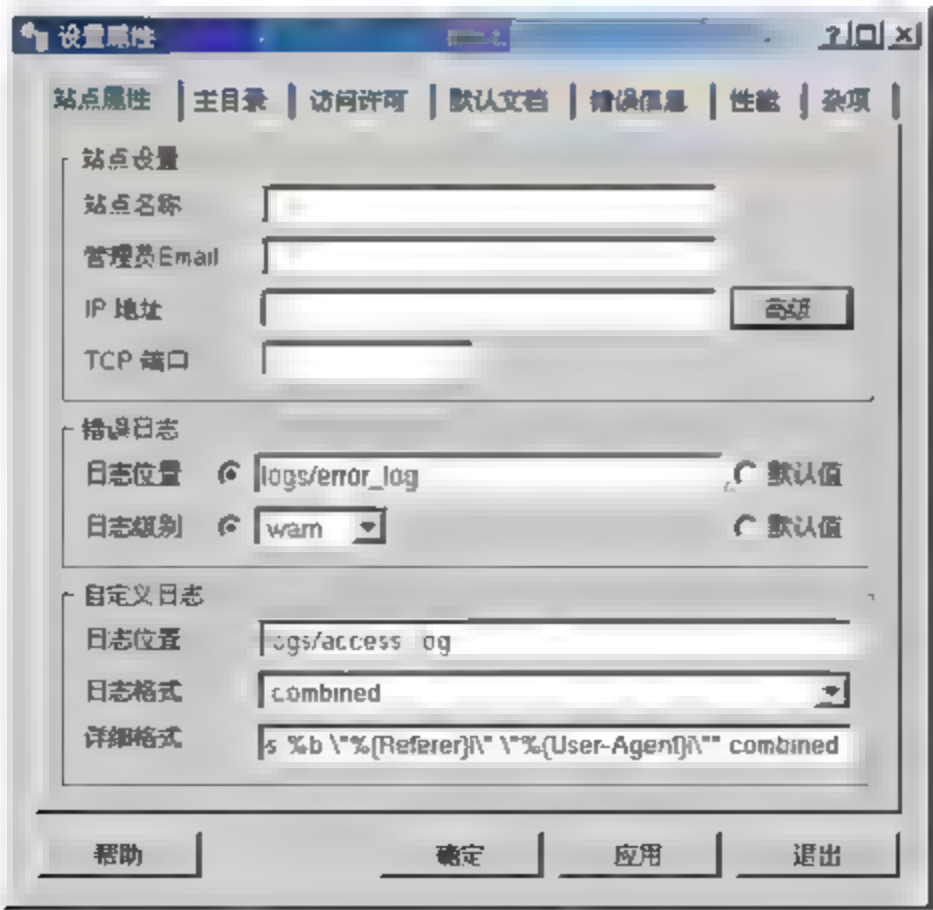 设置属性
站点属性 主目录 访问许可 默认文档 错误信息 性能 杂项
站点设置
站点名称
管理员Email
IP 地址 高级
TCP 端口
错误日志
日志位置 logs/error_log 默认值
日志级别 warn 默认值
自定义日志
日志位置 logs/access_log
日志格式 combined
详细格式 s %b \"%{Referer}i\" \"%{User-Agent}i\"" combined
帮助 确定 应用 退出